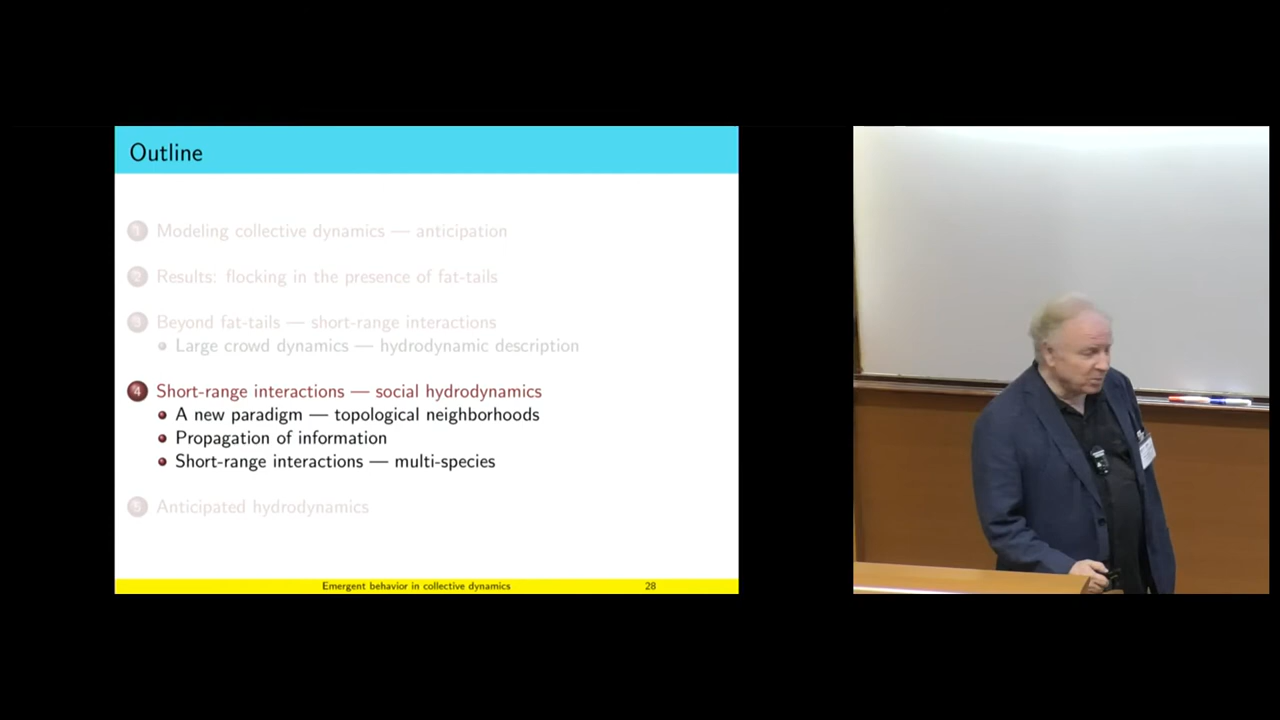 Outline
1 Modeling collective dynamics — anticipation
2 Results: flocking in the presence of fat-tails
3 Beyond fat-tails — short-range interactions
Large crowd dynamics — hydrodynamic description
4 Short-range interactions — social hydrodynamics
A new paradigm — topological neighborhoods
Propagation of information
Short-range interactions — multi-species
5 Anticipated hydrodynamics
Emergent behavior in collective dynamics 28